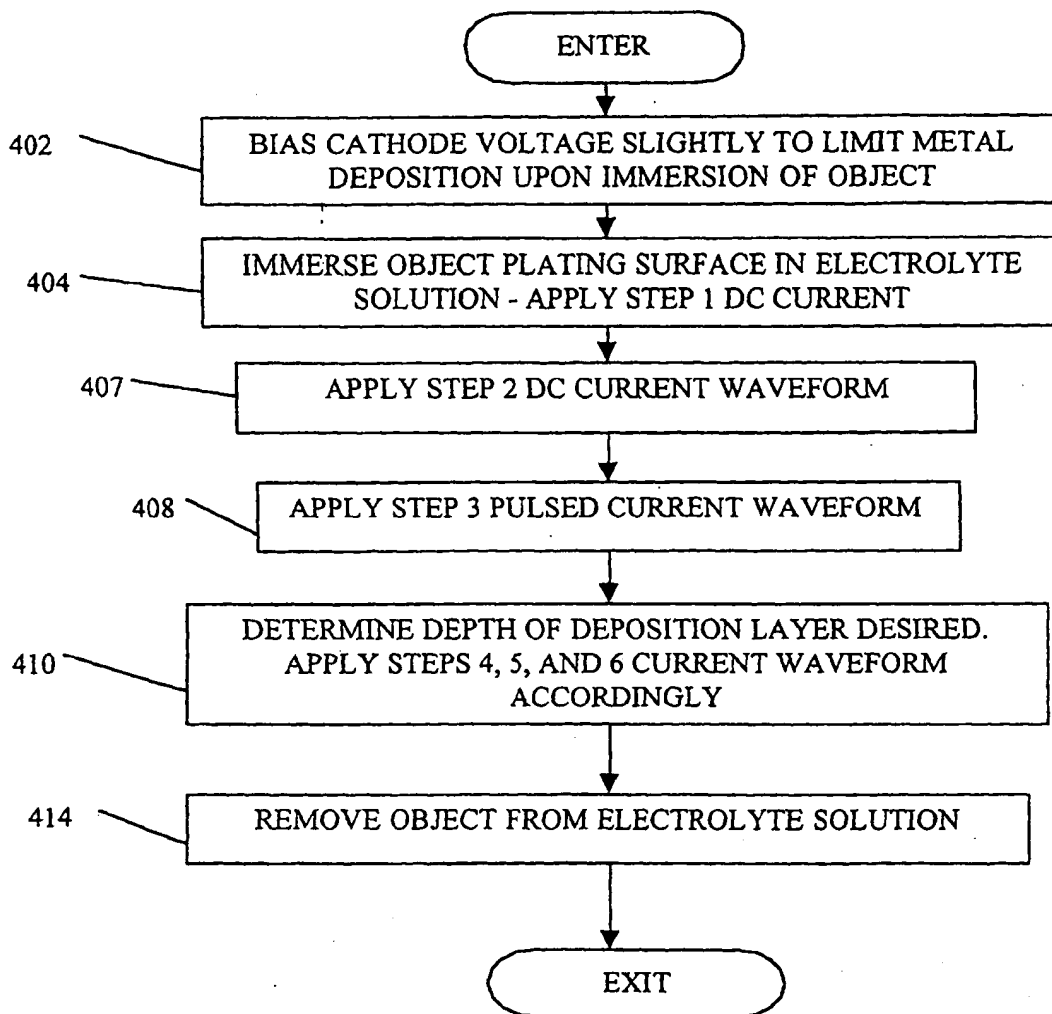 ENTER
402
BIAS CATHODE VOLTAGE SLIGHTLY TO LIMIT METAL
DEPOSITION UPON IMMERSION OF OBJECT
404
IMMERSE OBJECT PLATING SURFACE IN ELECTROLYTE
SOLUTION - APPLY STEP 1 DC CURRENT
407
APPLY STEP 2 DC CURRENT WAVEFORM
408
APPLY STEP 3 PULSED CURRENT WAVEFORM
410
DETERMINE DEPTH OF DEPOSITION LAYER DESIRED.
APPLY STEPS 4, 5, AND 6 CURRENT WAVEFORM
ACCORDINGLY
414
REMOVE OBJECT FROM ELECTROLYTE SOLUTION
EXIT